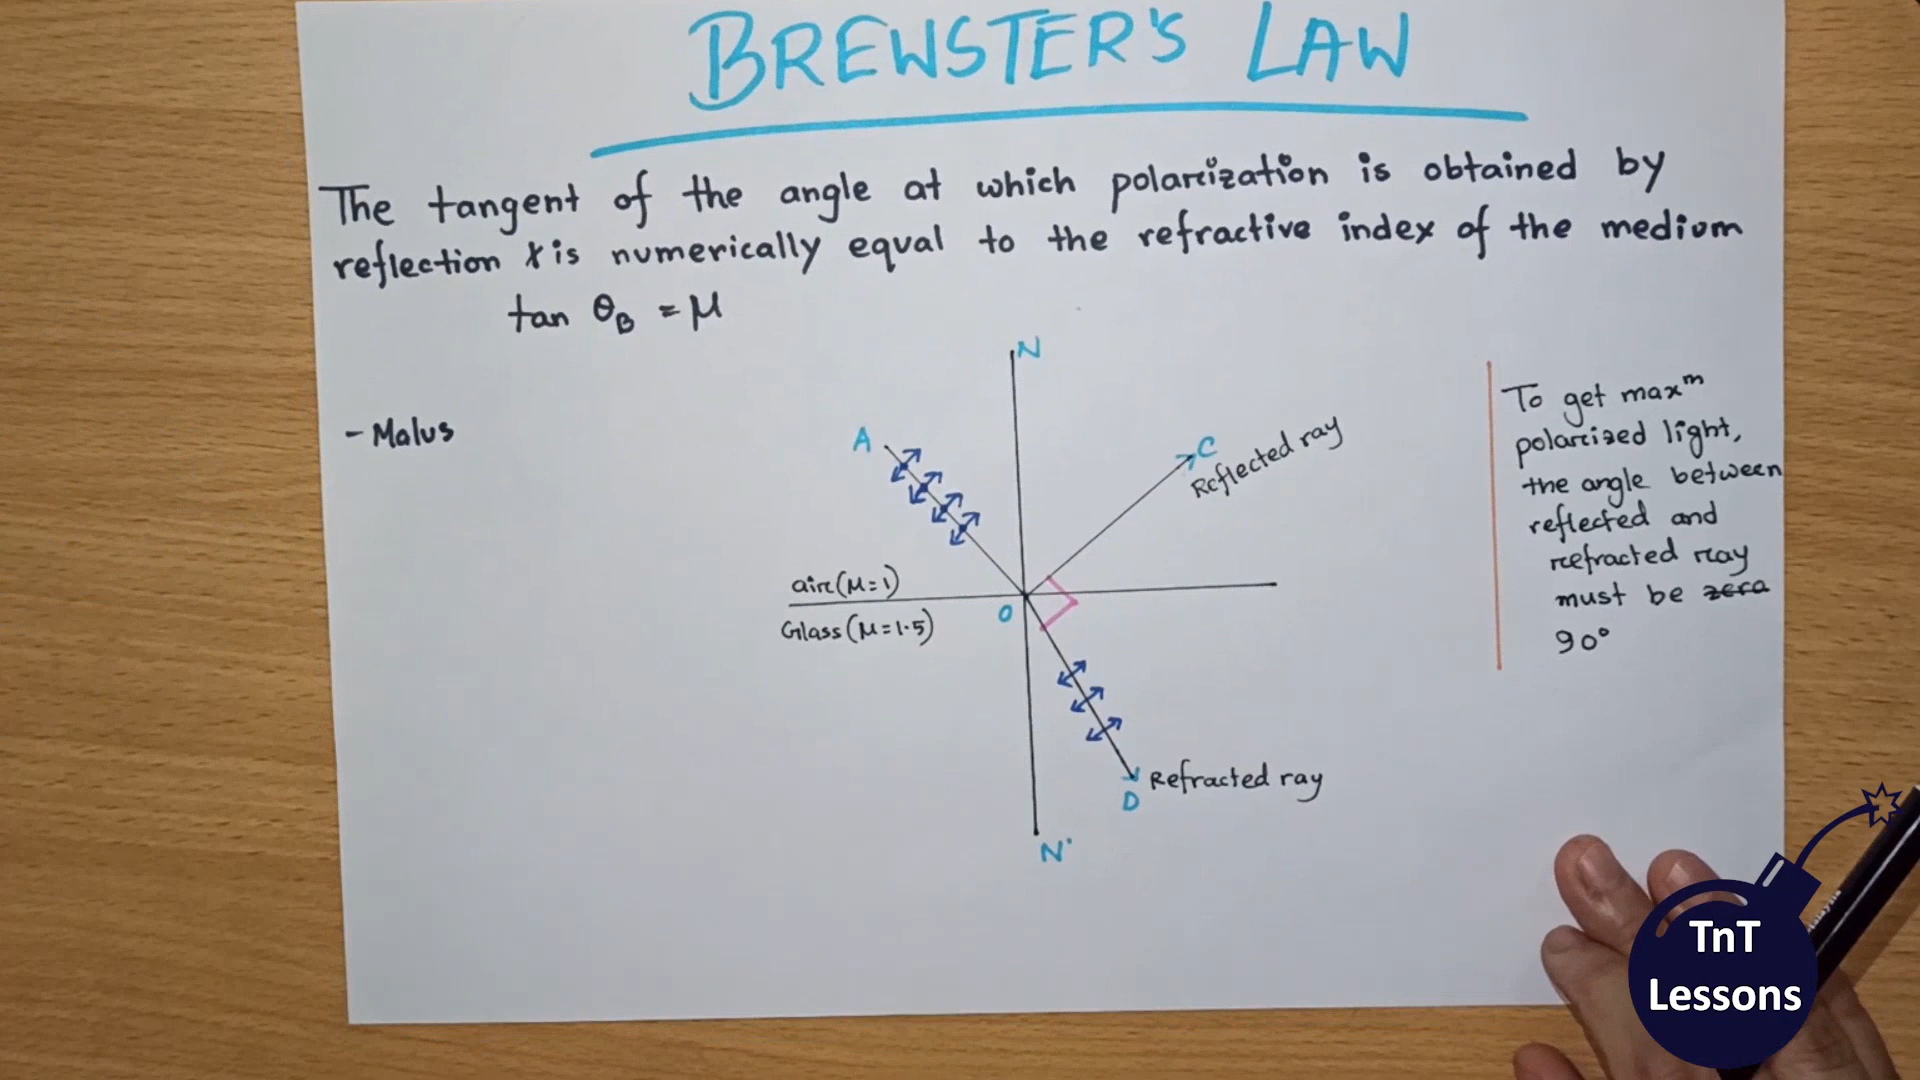 BREWSTER'S LAW
The tangent of the angle at which polarization is obtained by
reflection is numerically equal to the refractive index of the medium
tan θB = μ
- Malus
N
A
C
Reflected ray
air (μ=1)
O
Glass (μ=1.5)
Refracted ray
D
N'
To get maxᵐ
polarized light,
the angle between
reflected and
refracted ray
must be zero
90°
TnT
Lessons